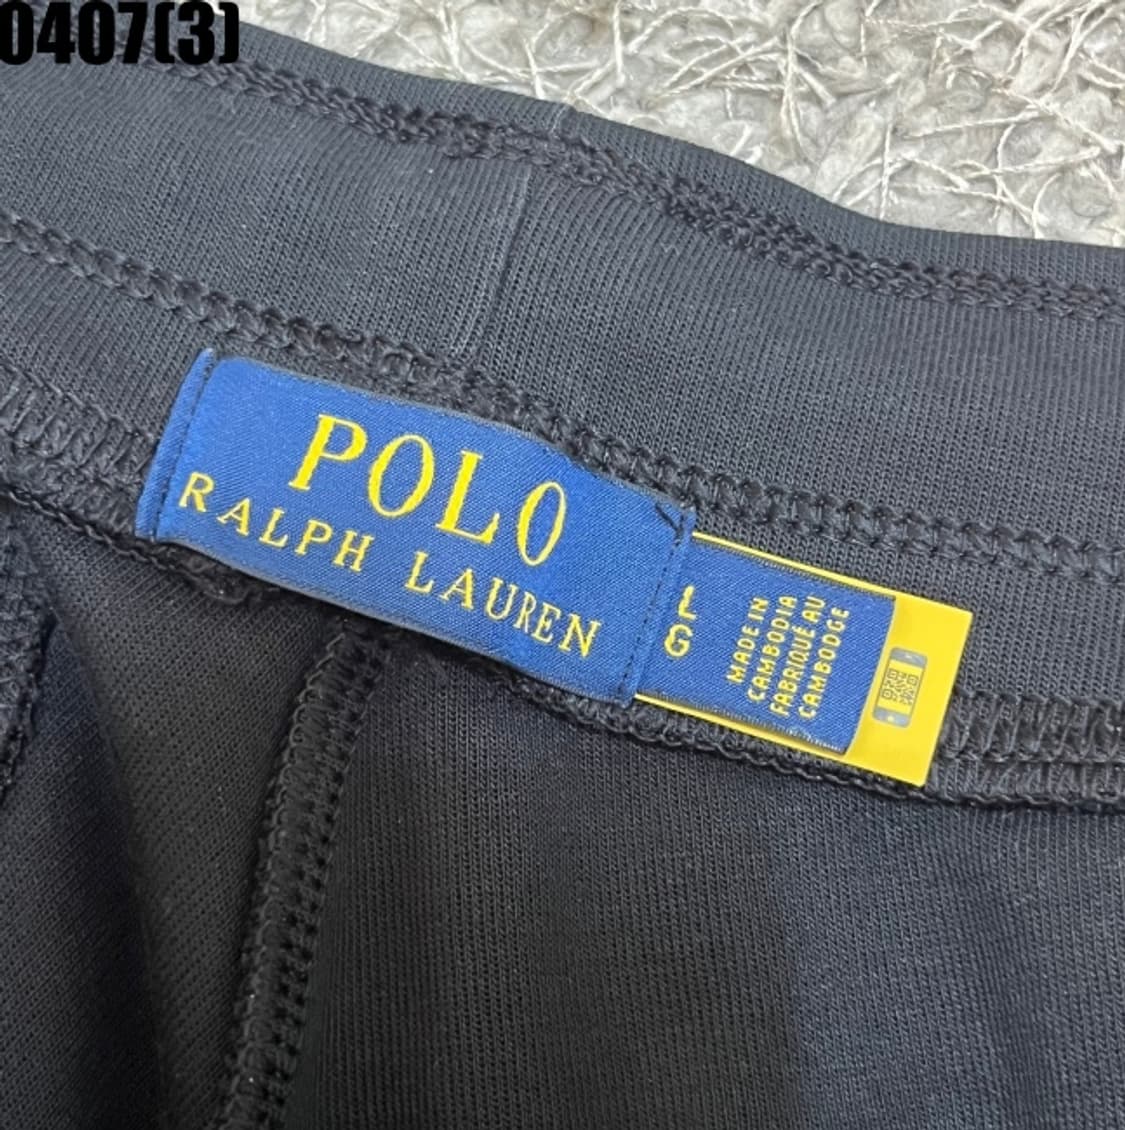 0407(3)
POLO
RALPH LAUREN
L
G
MADE IN
CAMBODIA
FABRIQUÉ AU
CAMBODGE